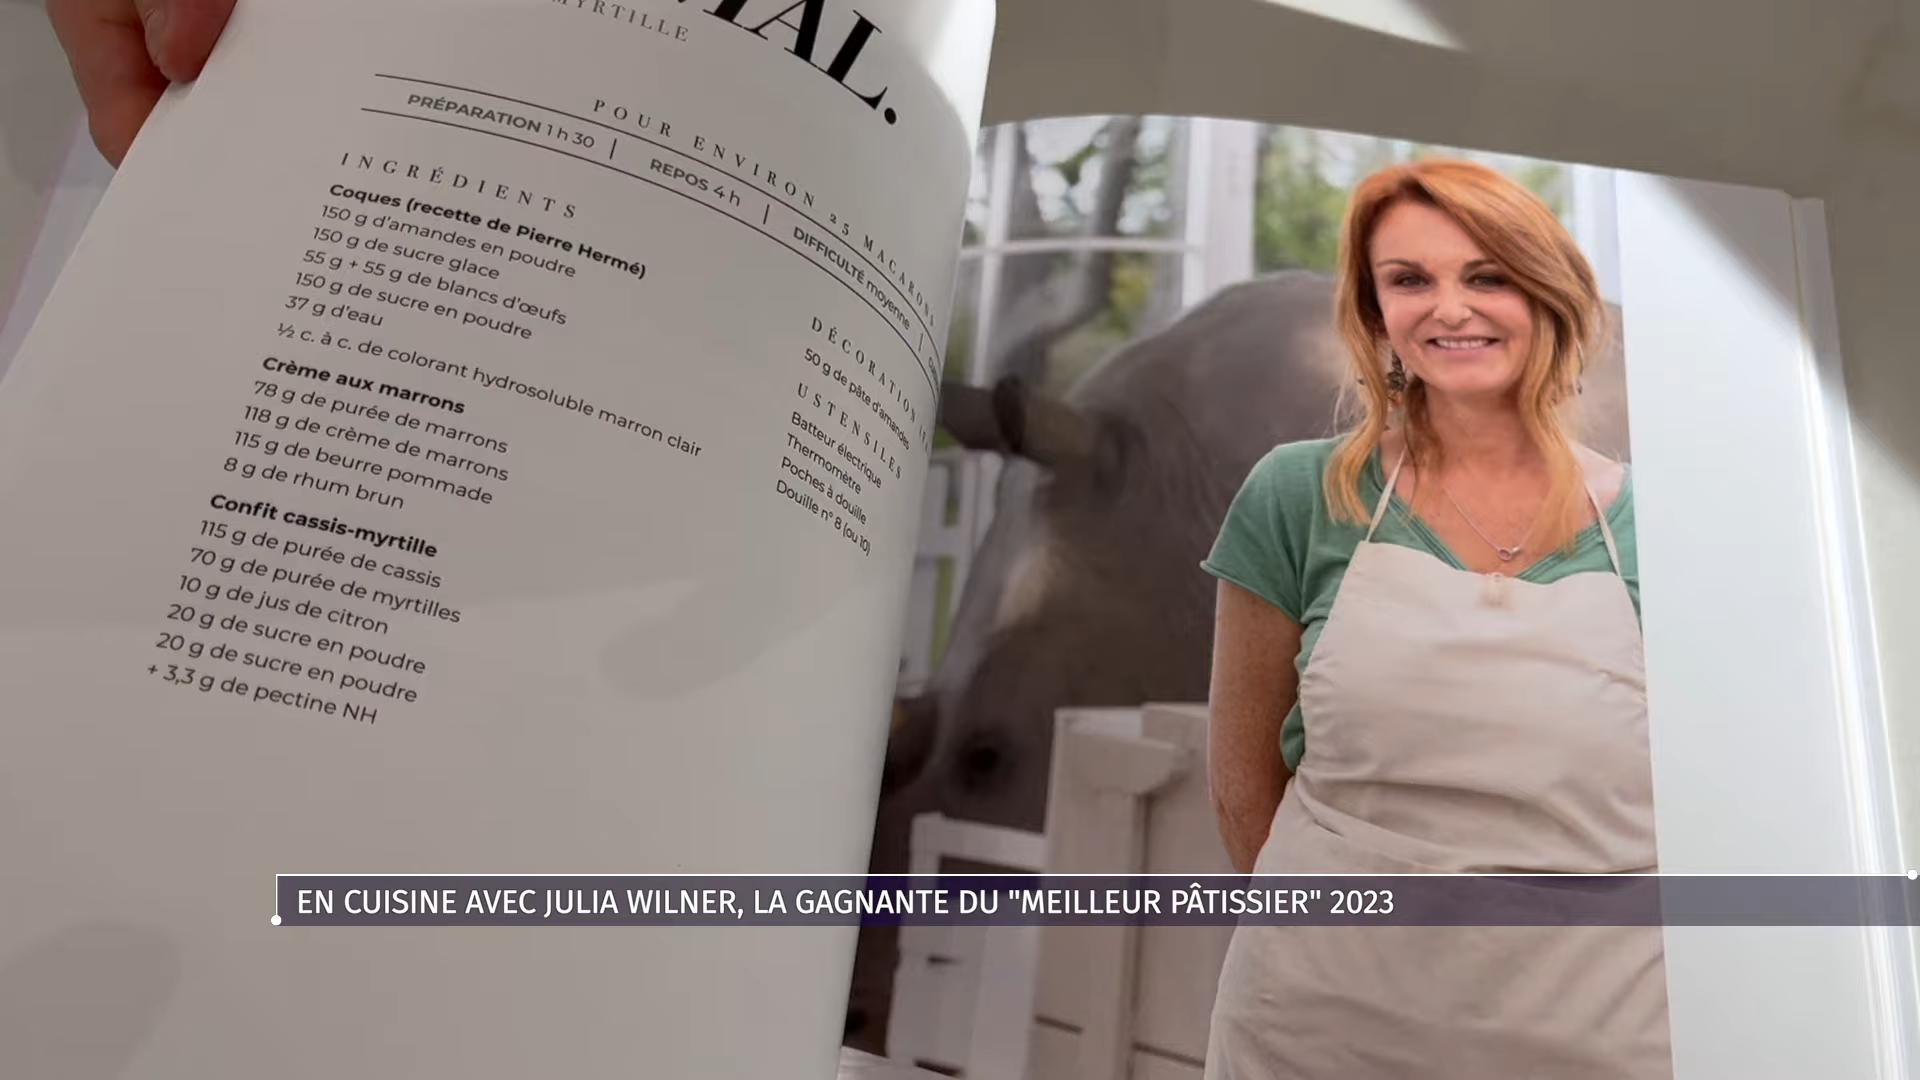 MYRTILLE
POUR ENVIRON 25 MACARONS
PRÉPARATION 1 h 30 | REPOS 4 h | DIFFICULTÉ moyenne |
INGRÉDIENTS
Coques (recette de Pierre Hermé)
150 g d'amandes en poudre
150 g de sucre glace
55 g + 55 g de blancs d'œufs
150 g de sucre en poudre
37 g d'eau
½ c. à c. de colorant hydrosoluble marron clair
Crème aux marrons
78 g de purée de marrons
118 g de crème de marrons
115 g de beurre pommade
8 g de rhum brun
Confit cassis-myrtille
115 g de purée de cassis
70 g de purée de myrtilles
10 g de jus de citron
20 g de sucre en poudre
20 g de sucre en poudre
+ 3,3 g de pectine NH
DÉCORATION
50 g de pâte d'amandes
USTENSILES
Batteur électrique
Thermomètre
Poches à douille
Douille n° 8 (ou 10)
EN CUISINE AVEC JULIA WILNER, LA GAGNANTE DU "MEILLEUR PÂTISSIER" 2023